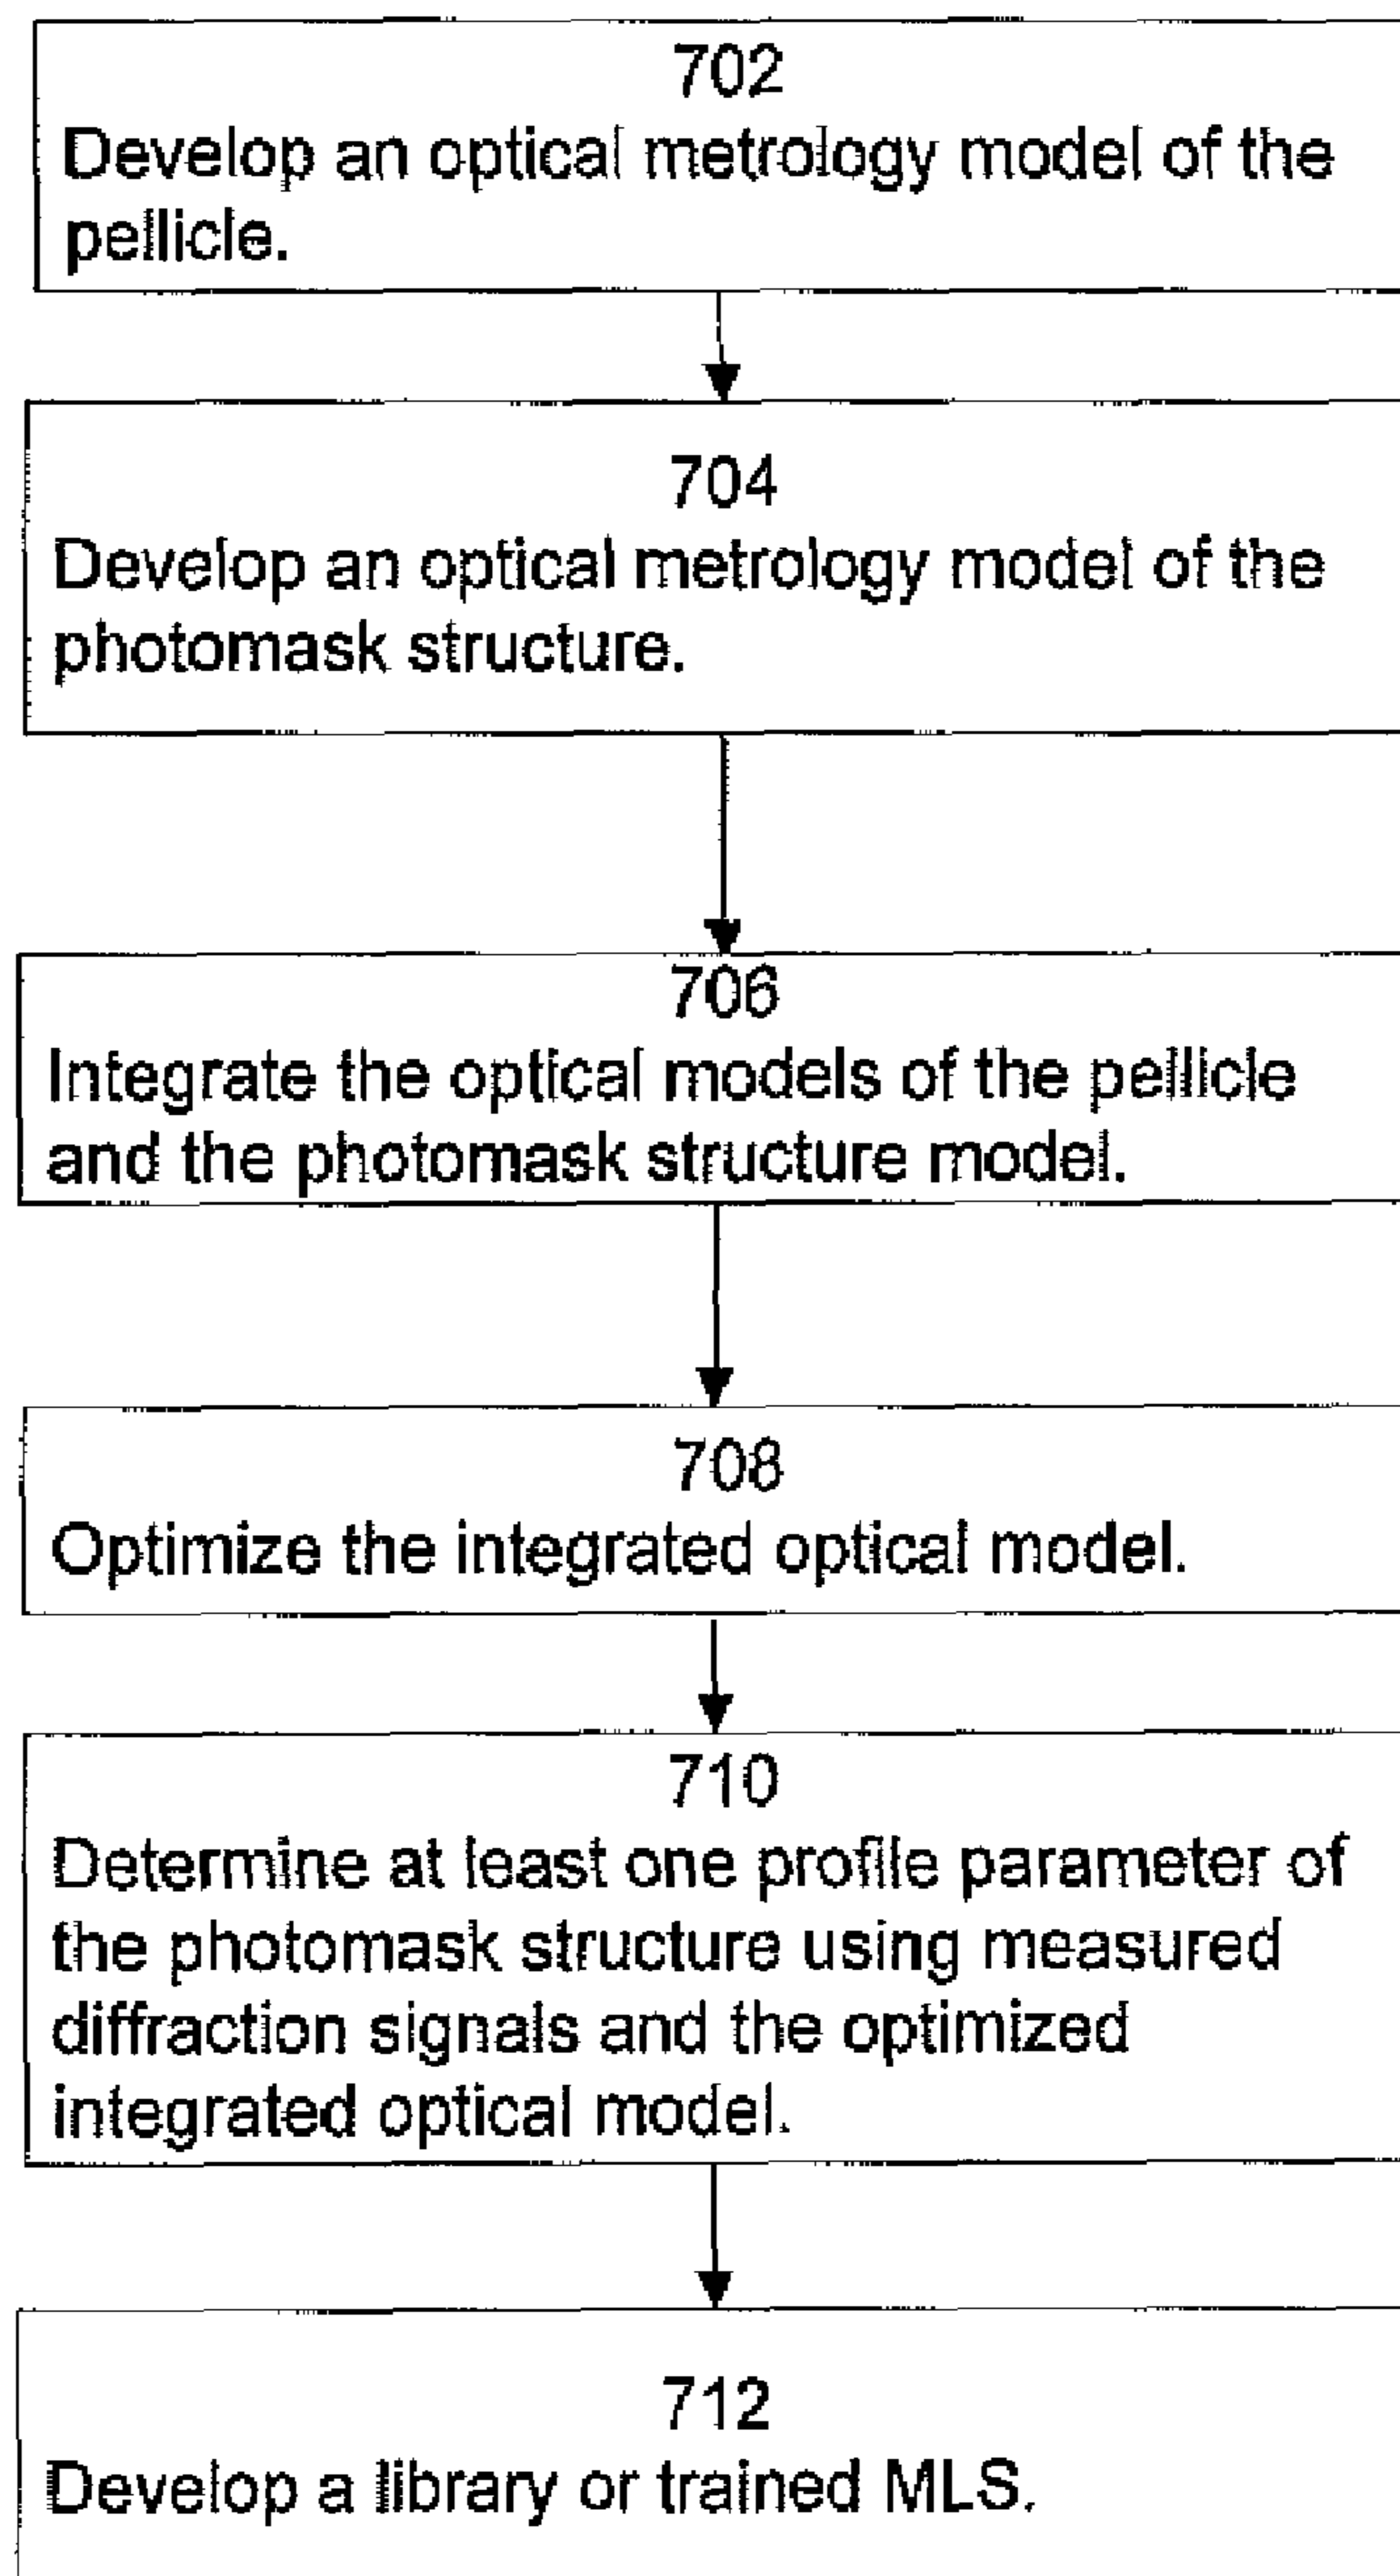 702
Develop an optical metrology model of the
pellicle.
704
Develop an optical metrology model of the
photomask structure.
706
Integrate the optical models of the pellicle
and the photomask structure model.
708
Optimize the integrated optical model.
710
Determine at least one profile parameter of
the photomask structure using measured
diffraction signals and the optimized
integrated optical model.
712
Develop a library or trained MLS.